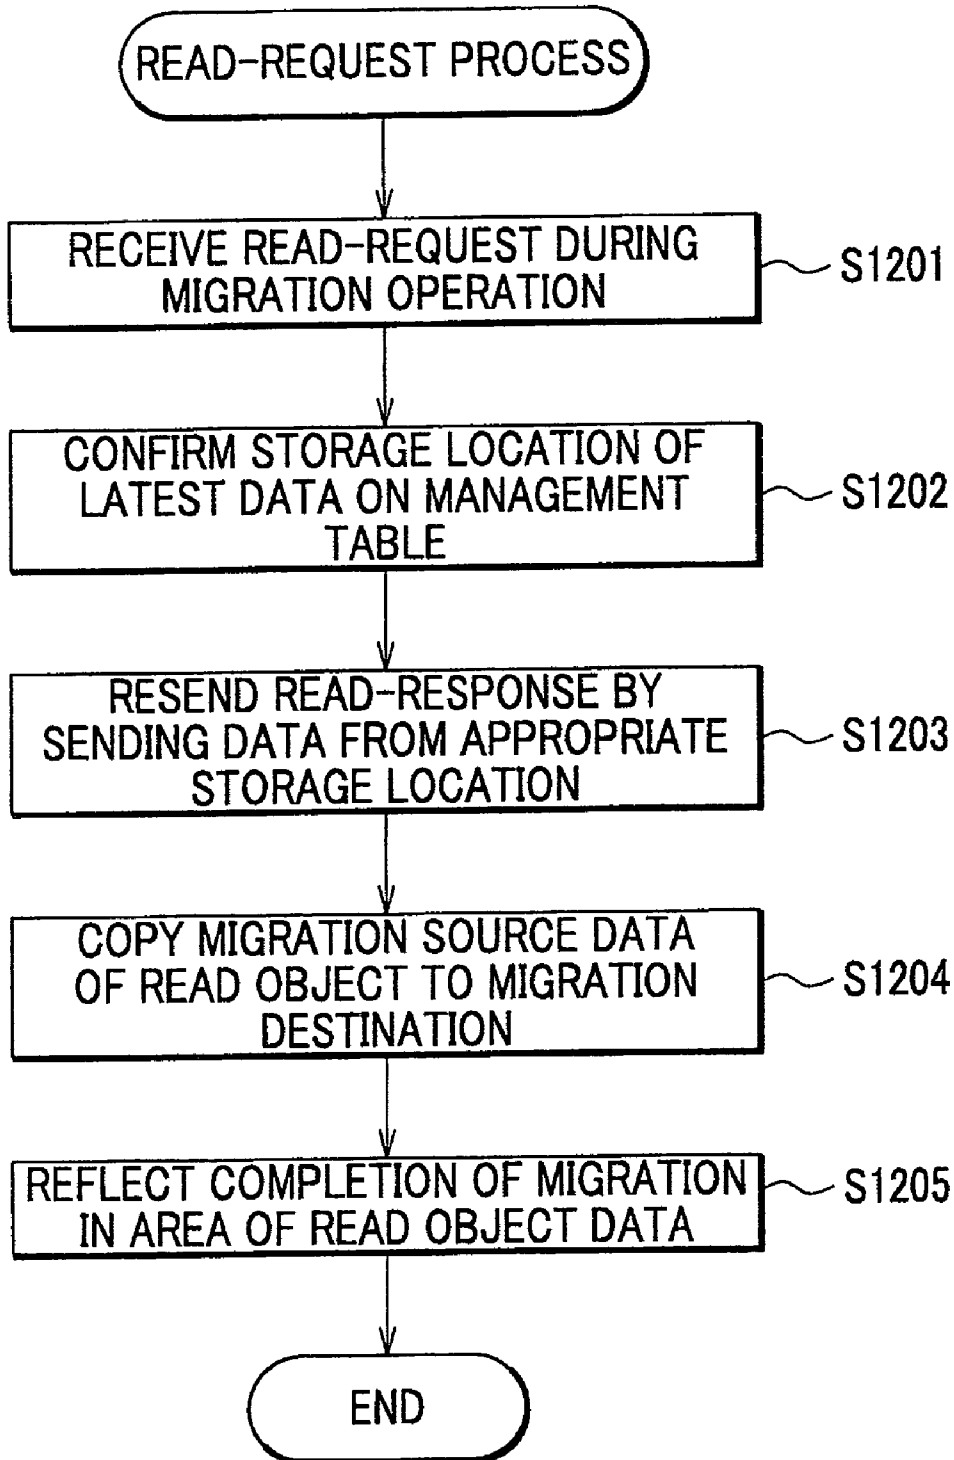 READ-REQUEST PROCESS
RECEIVE READ-REQUEST DURING
MIGRATION OPERATION
S1201
CONFIRM STORAGE LOCATION OF
LATEST DATA ON MANAGEMENT
TABLE
S1202
RESEND READ-RESPONSE BY
SENDING DATA FROM APPROPRIATE
STORAGE LOCATION
S1203
COPY MIGRATION SOURCE DATA
OF READ OBJECT TO MIGRATION
DESTINATION
S1204
REFLECT COMPLETION OF MIGRATION
IN AREA OF READ OBJECT DATA
S1205
END